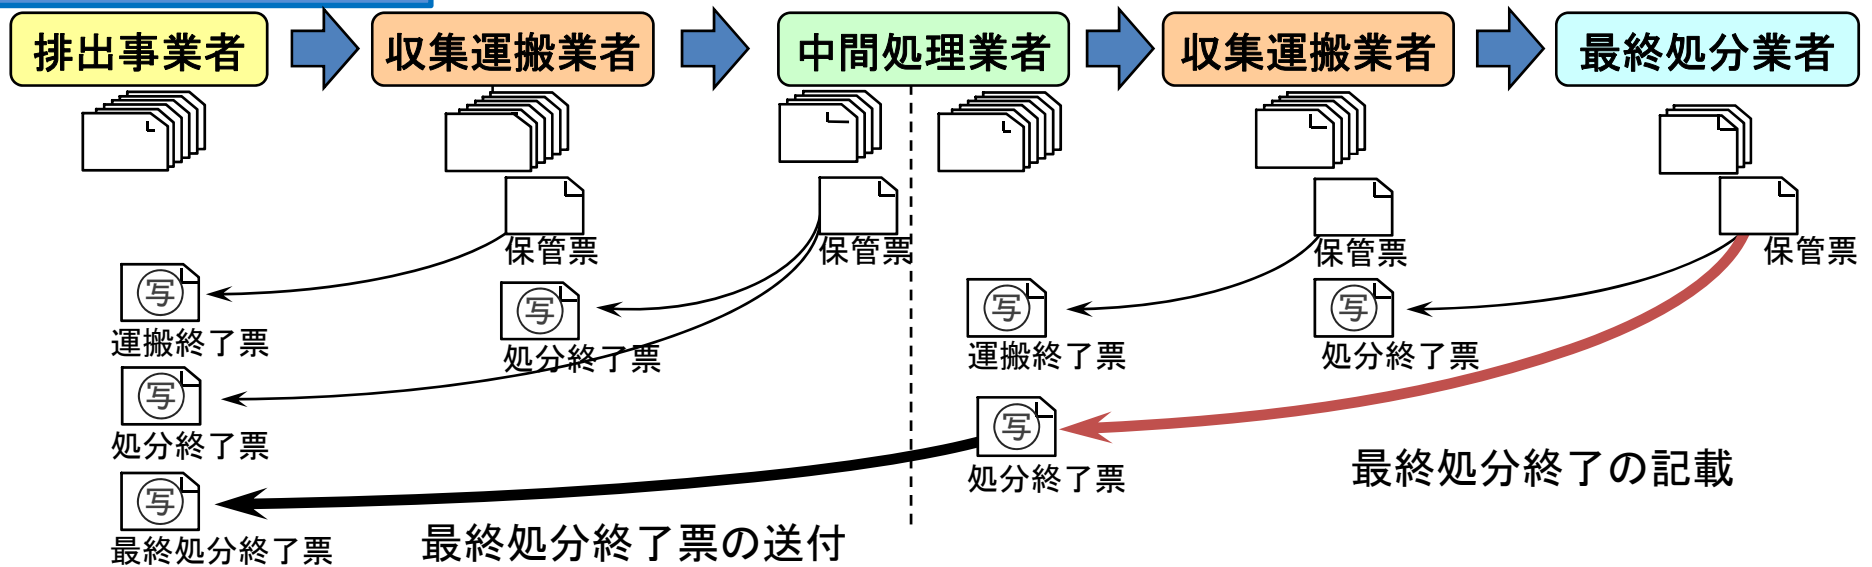 排出事業者
収集運搬業者
中間処理業者
収集運搬業者
最終処分業者
保管票
保管票
保管票
保管票
写
運搬終了票
写
処分終了票
写
運搬終了票
写
処分終了票
写
処分終了票
写
処分終了票
最終処分終了の記載
写
最終処分終了票
最終処分終了票の送付